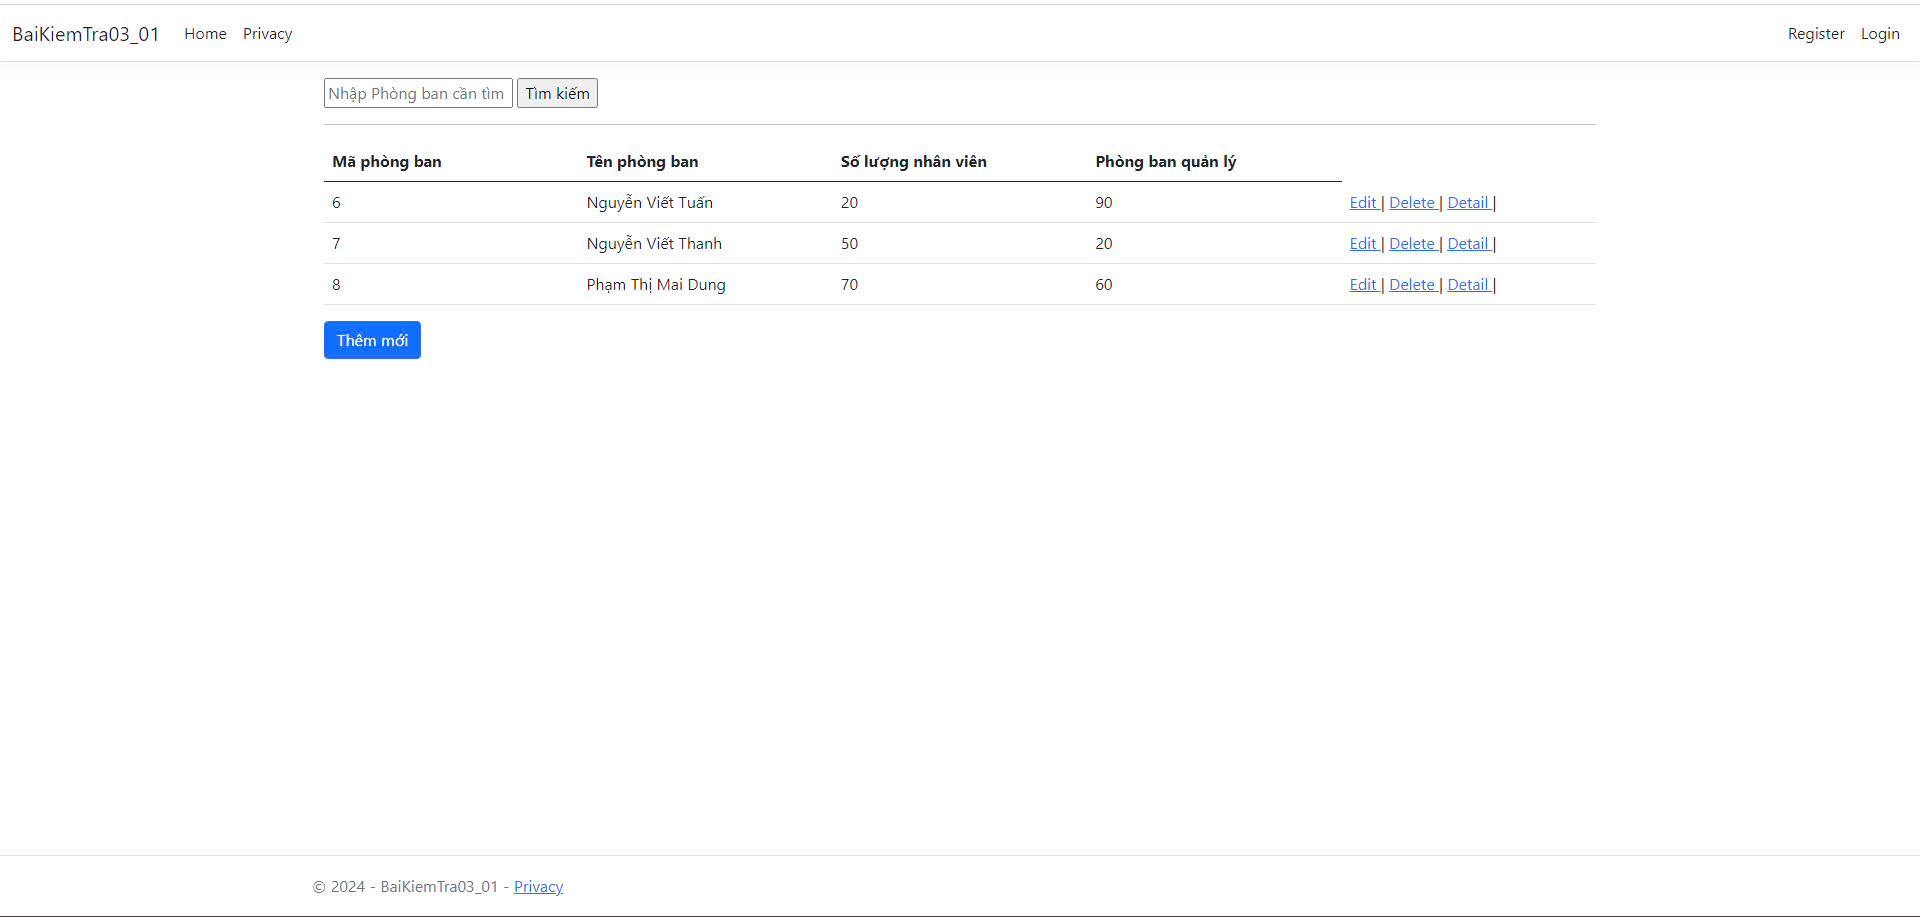 BaiKiemTra03_01 Home Privacy Register Login
Nhập Phòng ban cần tìm Tìm kiếm
Mã phòng ban Tên phòng ban Số lượng nhân viên Phòng ban quản lý
6 Nguyễn Viết Tuấn 20 90 Edit | Delete | Detail |
7 Nguyễn Viết Thanh 50 20 Edit | Delete | Detail |
8 Phạm Thị Mai Dung 70 60 Edit | Delete | Detail |
Thêm mới
© 2024 - BaiKiemTra03_01 - Privacy